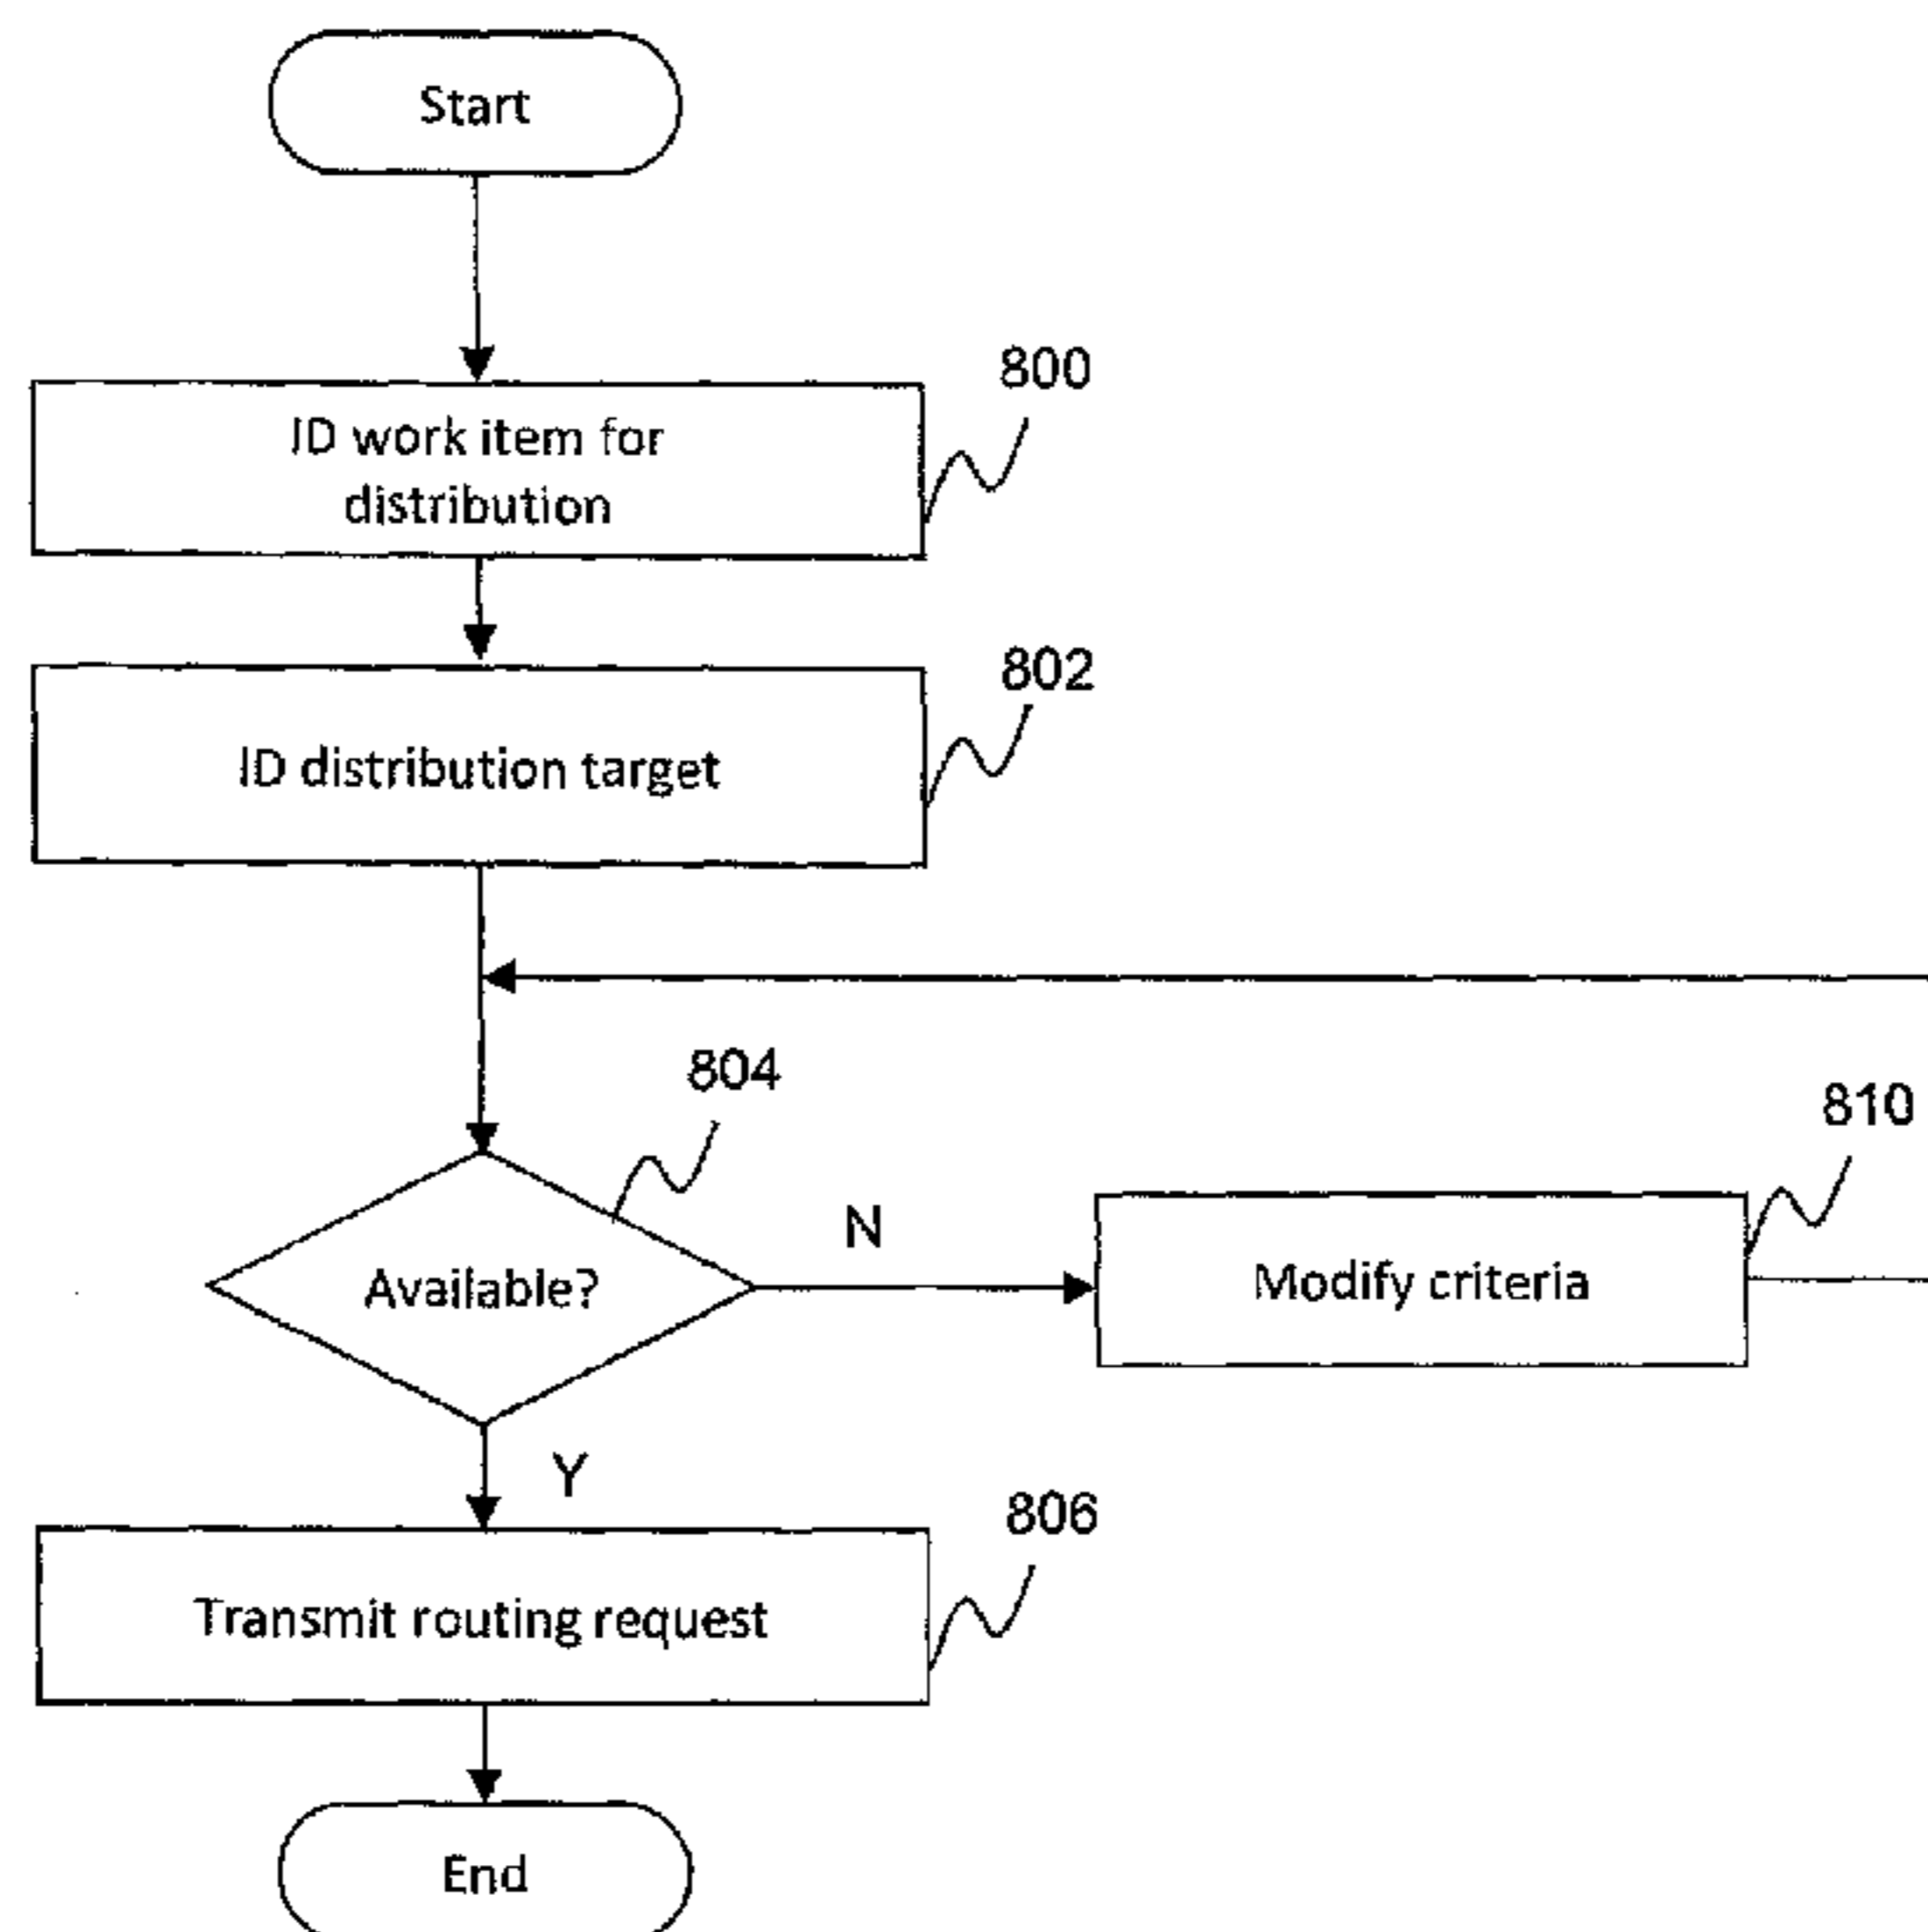 Start
800
ID work item for
distribution
802
ID distribution target
804
810
N
Available?
Modify criteria
Y
806
Transmit routing request
End